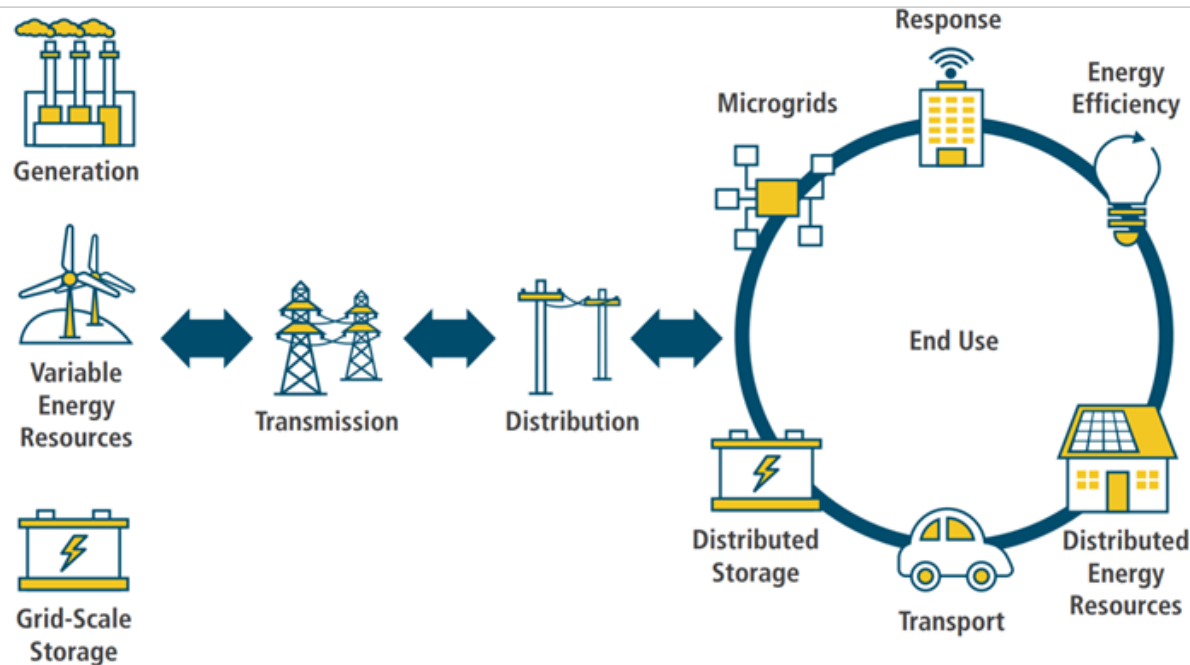 Generation
Variable
Energy
Resources
Grid-Scale
Storage
Transmission
Distribution
Response
Microgrids
Energy
Efficiency
End Use
Distributed
Storage
Transport
Distributed
Energy
Resources